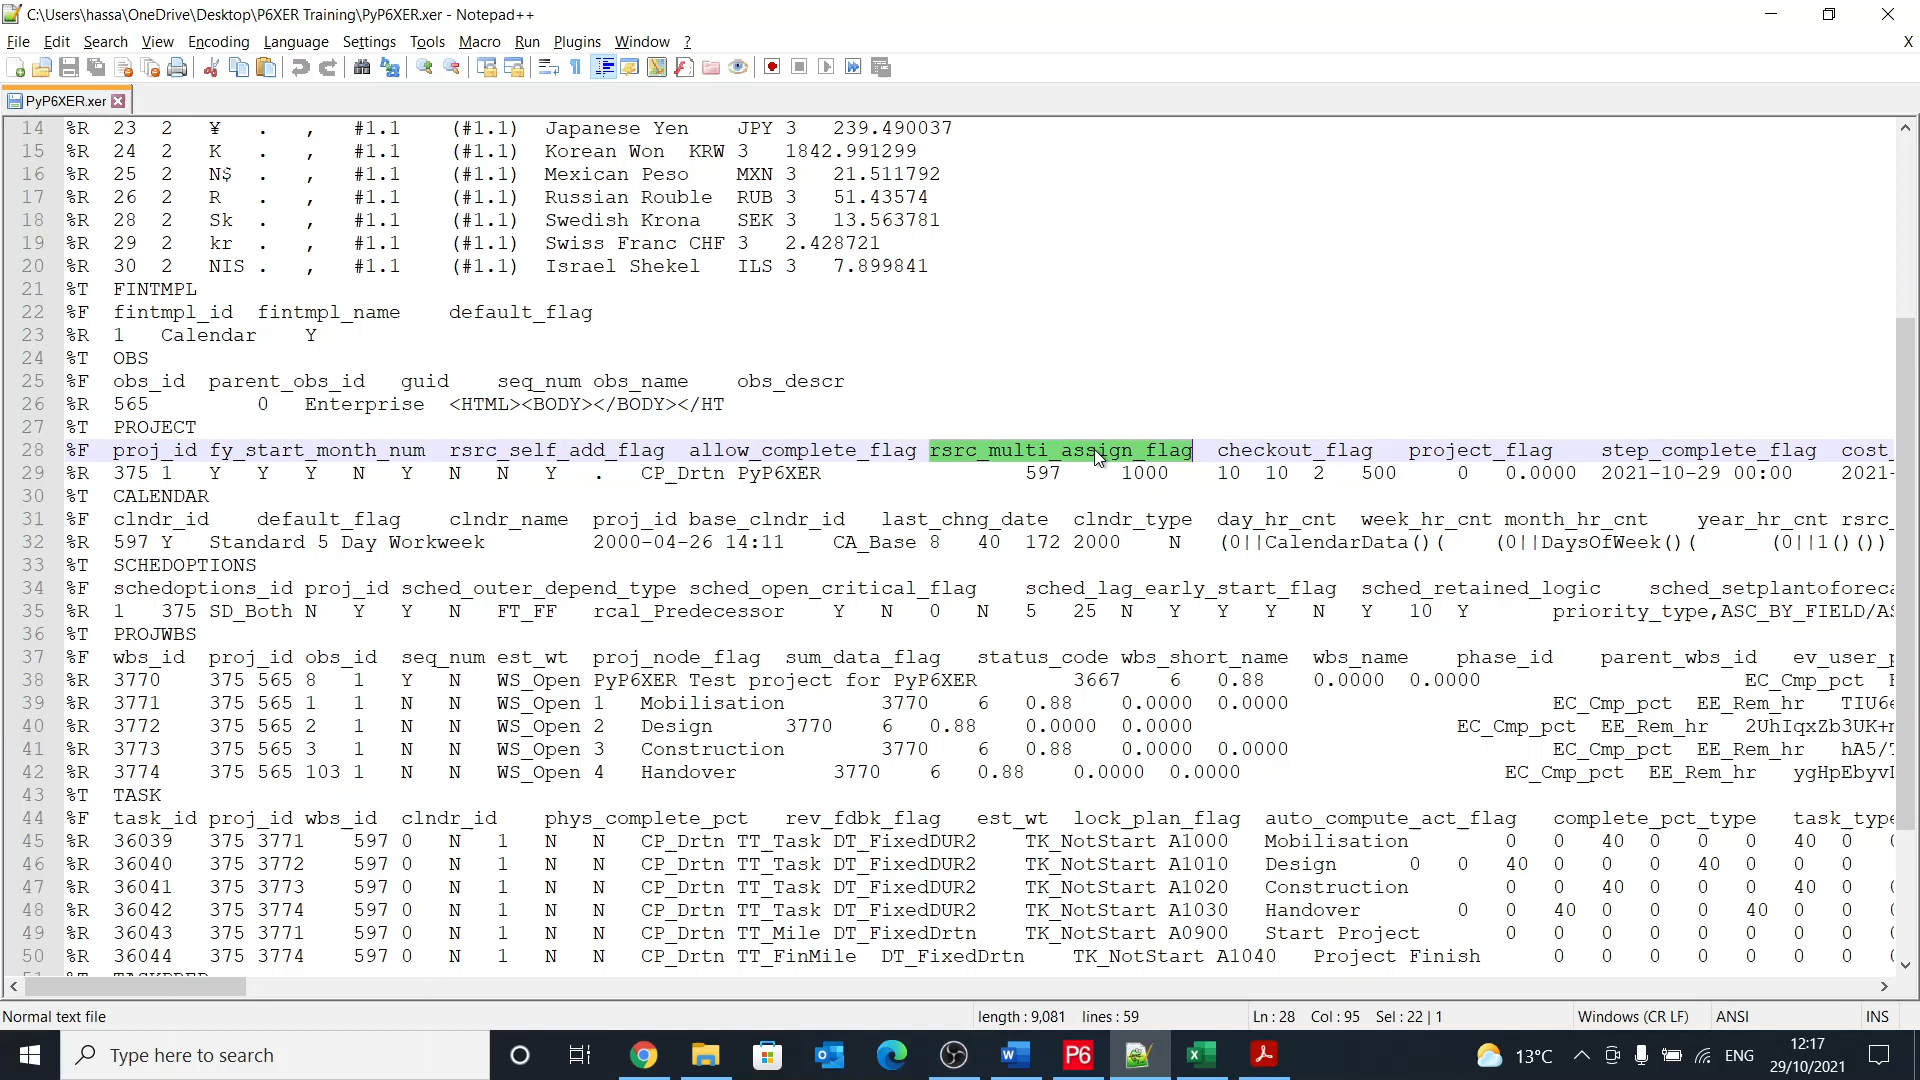 C:\Users\hassa\OneDrive\Desktop\P6XER Training\PyP6XER.xer - Notepad++
File Edit Search View Encoding Language Settings Tools Macro Run Plugins Window ? X
PyP6XER.xer
14 %R 23 2 ¥ . , #1.1 (#1.1) Japanese Yen JPY 3 239.490037
15 %R 24 2 K . , #1.1 (#1.1) Korean Won KRW 3 1842.991299
16 %R 25 2 N$ . , #1.1 (#1.1) Mexican Peso MXN 3 21.511792
17 %R 26 2 R . , #1.1 (#1.1) Russian Rouble RUB 3 51.43574
18 %R 28 2 Sk . , #1.1 (#1.1) Swedish Krona SEK 3 13.563781
19 %R 29 2 kr . , #1.1 (#1.1) Swiss Franc CHF 3 2.428721
20 %R 30 2 NIS . , #1.1 (#1.1) Israel Shekel ILS 3 7.899841
21 %T FINTMPL
22 %F fintmpl_id fintmpl_name default_flag
23 %R 1 Calendar Y
24 %T OBS
25 %F obs_id parent_obs_id guid seq_num obs_name obs_descr
26 %R 565 0 Enterprise <HTML><BODY></BODY></HT
27 %T PROJECT
28 %F proj_id fy_start_month_num rsrc_self_add_flag allow_complete_flag rsrc_multi_assign_flag checkout_flag project_flag step_complete_flag cost_
29 %R 375 1 Y Y Y N Y N N Y . CP_Drtn PyP6XER 597 1000 10 10 2 500 0 0.0000 2021-10-29 00:00 2021-
30 %T CALENDAR
31 %F clndr_id default_flag clndr_name proj_id base_clndr_id last_chng_date clndr_type day_hr_cnt week_hr_cnt month_hr_cnt year_hr_cnt rsrc_
32 %R 597 Y Standard 5 Day Workweek 2000-04-26 14:11 CA_Base 8 40 172 2000 N (0||CalendarData()( (0||DaysOfWeek()( (0||1()())
33 %T SCHEDOPTIONS
34 %F schedoptions_id proj_id sched_outer_depend_type sched_open_critical_flag sched_lag_early_start_flag sched_retained_logic sched_setplantoforeca
35 %R 1 375 SD_Both N Y Y N FT_FF rcal_Predecessor Y N 0 N 5 25 N Y Y Y N Y 10 Y priority_type,ASC_BY_FIELD/AS
36 %T PROJWBS
37 %F wbs_id proj_id obs_id seq_num est_wt proj_node_flag sum_data_flag status_code wbs_short_name wbs_name phase_id parent_wbs_id ev_user_p
38 %R 3770 375 565 8 1 Y N WS_Open PyP6XER Test project for PyP6XER 3667 6 0.88 0.0000 0.0000 EC_Cmp_pct E
39 %R 3771 375 565 1 1 N N WS_Open 1 Mobilisation 3770 6 0.88 0.0000 0.0000 EC_Cmp_pct EE_Rem_hr TIU6e
40 %R 3772 375 565 2 1 N N WS_Open 2 Design 3770 6 0.88 0.0000 0.0000 EC_Cmp_pct EE_Rem_hr 2UhIqxZb3UK+r
41 %R 3773 375 565 3 1 N N WS_Open 3 Construction 3770 6 0.88 0.0000 0.0000 EC_Cmp_pct EE_Rem_hr hA5/T
42 %R 3774 375 565 103 1 N N WS_Open 4 Handover 3770 6 0.88 0.0000 0.0000 EC_Cmp_pct EE_Rem_hr ygHpEbyvI
43 %T TASK
44 %F task_id proj_id wbs_id clndr_id phys_complete_pct rev_fdbk_flag est_wt lock_plan_flag auto_compute_act_flag complete_pct_type task_type
45 %R 36039 375 3771 597 0 N 1 N N CP_Drtn TT_Task DT_FixedDUR2 TK_NotStart A1000 Mobilisation 0 0 40 0 0 0 40 0 0
46 %R 36040 375 3772 597 0 N 1 N N CP_Drtn TT_Task DT_FixedDUR2 TK_NotStart A1010 Design 0 0 40 0 0 0 40 0 0 0
47 %R 36041 375 3773 597 0 N 1 N N CP_Drtn TT_Task DT_FixedDUR2 TK_NotStart A1020 Construction 0 0 40 0 0 0 40 0 0
48 %R 36042 375 3774 597 0 N 1 N N CP_Drtn TT_Task DT_FixedDUR2 TK_NotStart A1030 Handover 0 0 40 0 0 0 40 0 0 0
49 %R 36043 375 3771 597 0 N 1 N N CP_Drtn TT_Mile DT_FixedDrtn TK_NotStart A0900 Start Project 0 0 0 0 0 0 0 0 0
50 %R 36044 375 3774 597 0 N 1 N N CP_Drtn TT_FinMile DT_FixedDrtn TK_NotStart A1040 Project Finish 0 0 0 0 0 0 0 0
Normal text file length : 9,081 lines : 59 Ln : 28 Col : 95 Sel : 22 | 1 Windows (CR LF) ANSI INS
Type here to search P6 13°C ENG 12:17
29/10/2021